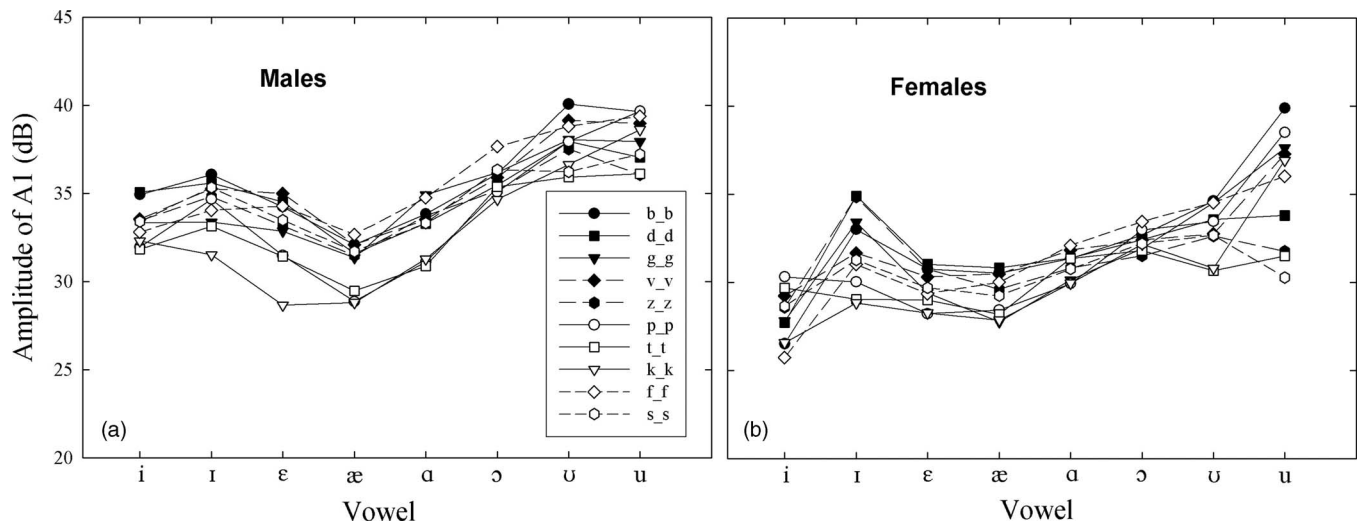 45
40
35
30
25
20
Amplitude of A1 (dB)
Males
b_b
d_d
g_g
v_v
z_z
p_p
t_t
k_k
f_f
s_s
(a)
i ɪ ɛ æ ɑ ɔ ʊ u
Vowel
Females
(b)
i ɪ ɛ æ ɑ ɔ ʊ u
Vowel